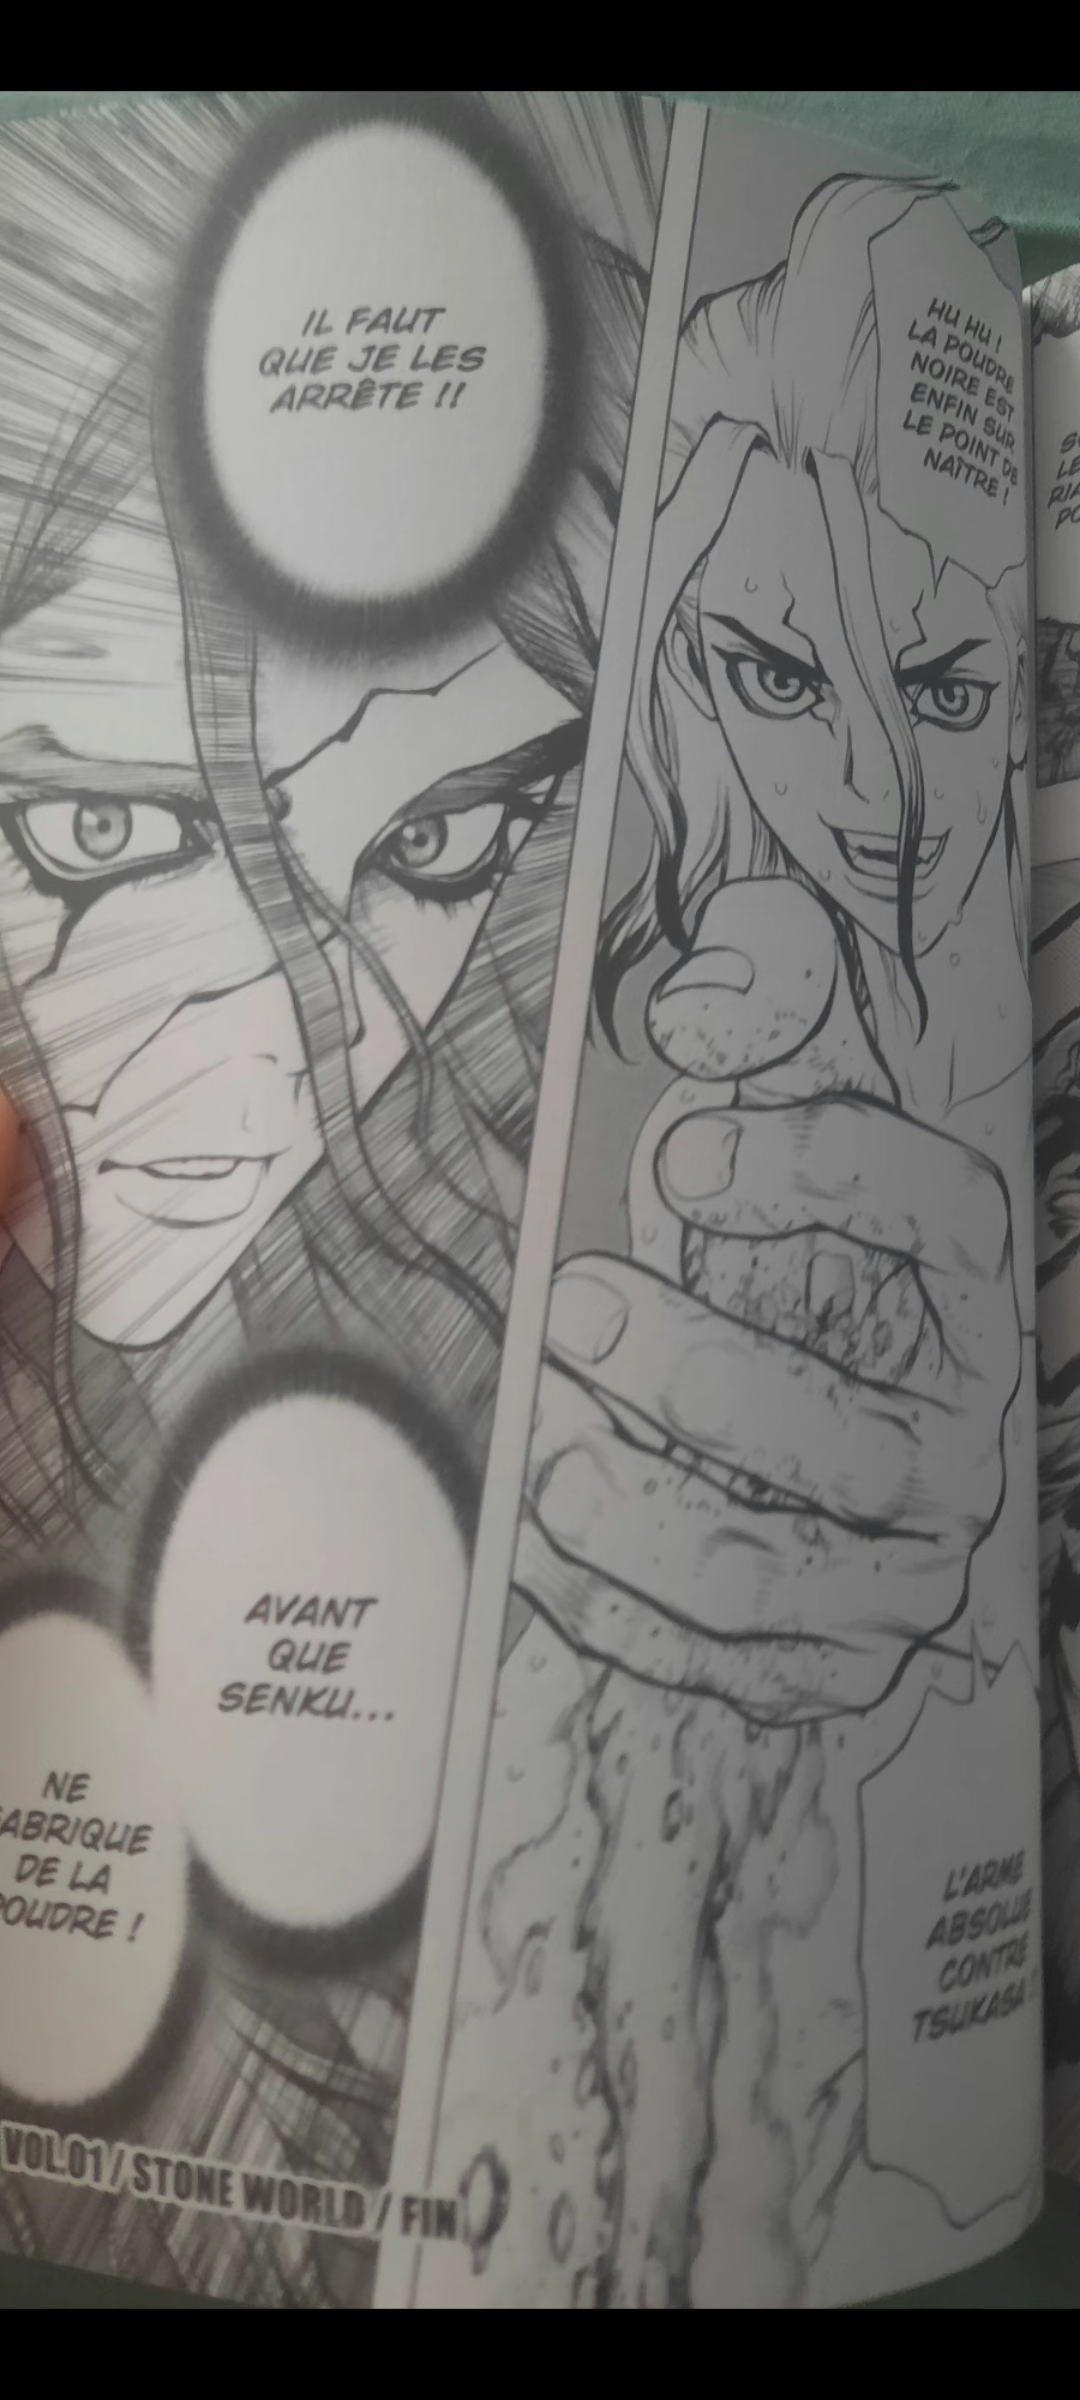 HU HU !
LA POUDRE
NOIRE EST
ENFIN SUR
LE POINT DE
NAÎTRE !
L'ARME
ABSOLUE
CONTRE
TSUKASA
IL FAUT
QUE JE LES
ARRÊTE !!
AVANT
QUE
SENKU...
NE
FABRIQUE
DE LA
POUDRE !
VOL.01 / STONE WORLD / FIN